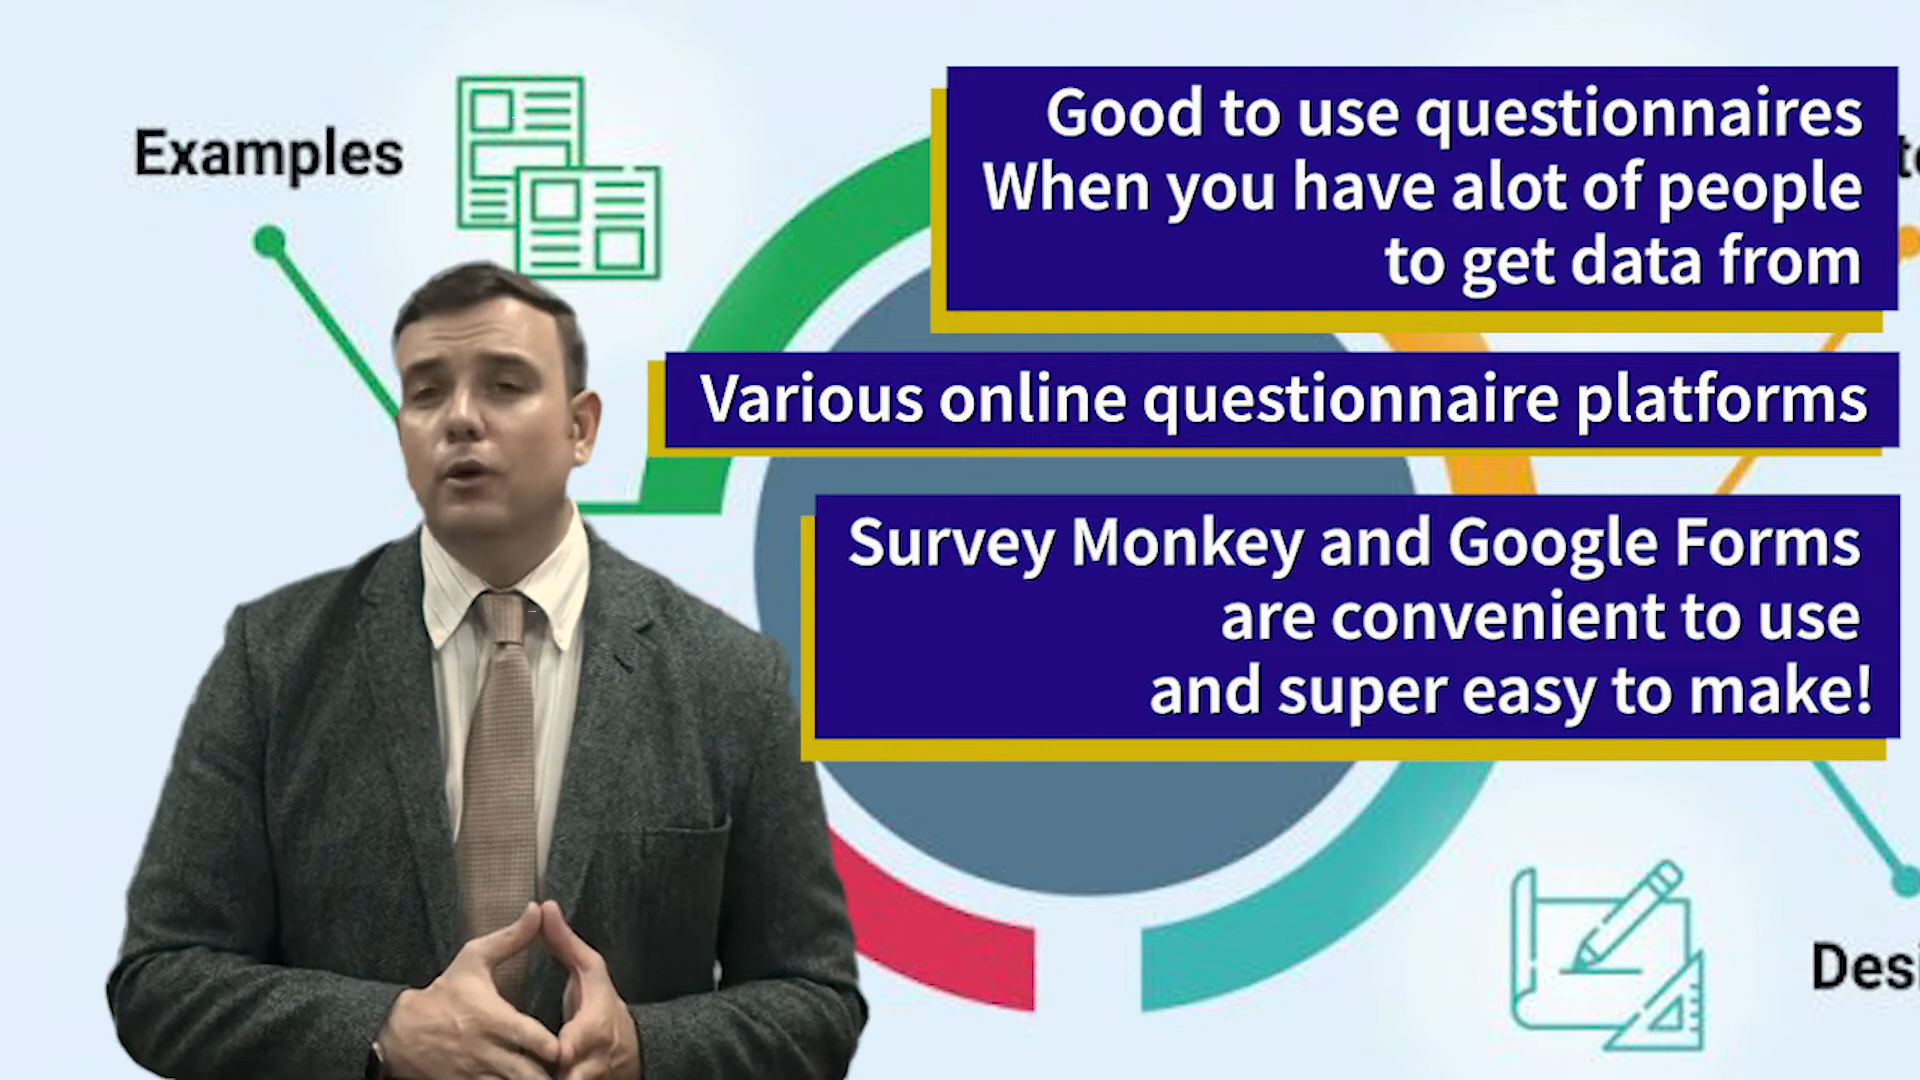 Examples
Good to use questionnaires
When you have alot of people
to get data from
Various online questionnaire platforms
Survey Monkey and Google Forms
are convenient to use
and super easy to make!